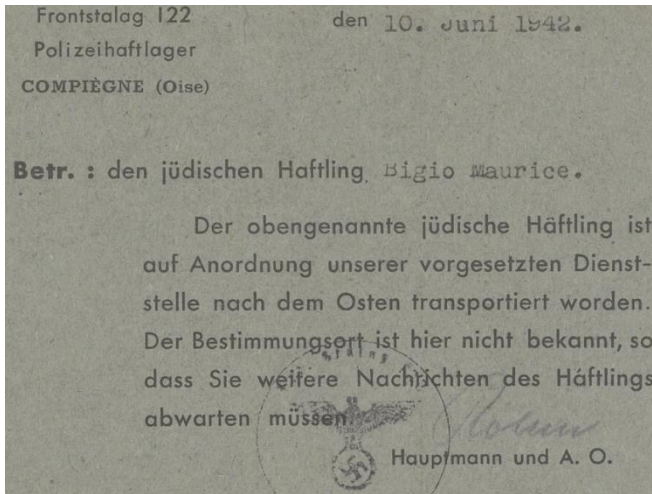 Frontstalag 122
den 10. Juni 1942.
Polizeihaftlager
COMPIÈGNE (Oise)
Betr. : den jüdischen Haftling Bigio Maurice.
Der obengenannte jüdische Häftling ist
auf Anordnung unserer vorgesetzten Dienst-
stelle nach dem Osten transportiert worden.
Der Bestimmungsort ist hier nicht bekannt, so
dass Sie weitere Nachrichten des Häftlings
abwarten müssen.
Hauptmann und A. O.